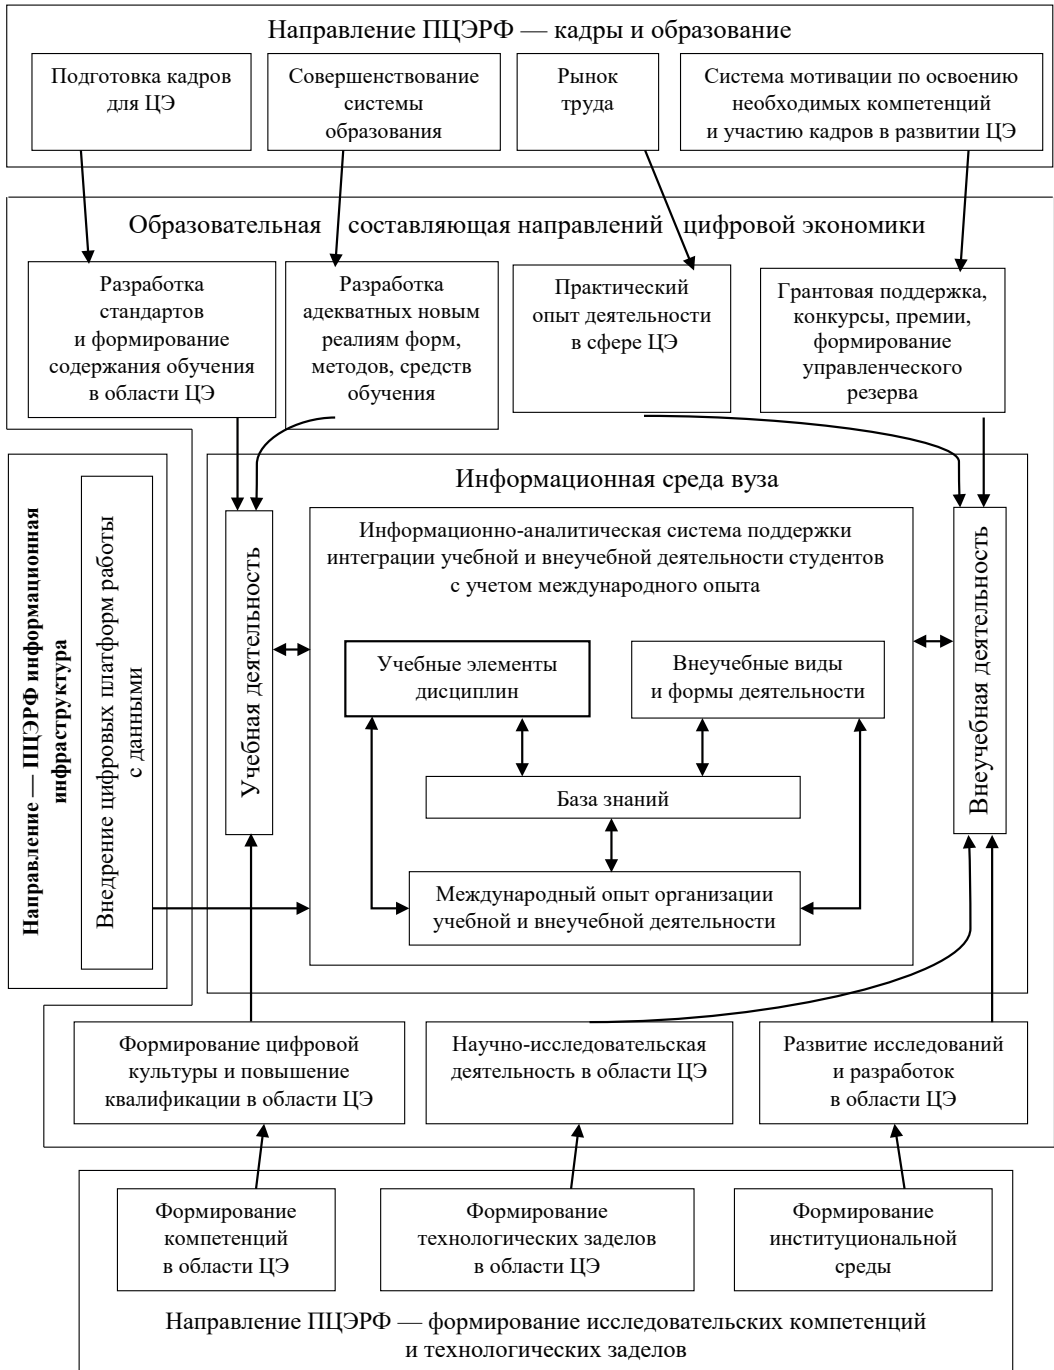 Направление ПЦЭРФ — кадры и образование
Подготовка кадров
для ЦЭ
Совершенствование
системы
образования
Рынок
труда
Система мотивации по освоению
необходимых компетенций
и участию кадров в развитии ЦЭ
Образовательная составляющая направлений цифровой экономики
Разработка
стандартов
и формирование
содержания обучения
в области ЦЭ
Разработка
адекватных новым
реалиям форм,
методов, средств
обучения
Практический
опыт деятельности
в сфере ЦЭ
Грантовая поддержка,
конкурсы, премии,
формирование
управленческого
резерва
Направление — ПЦЭРФ информационная
инфраструктура
Внедрение цифровых платформ работы
с данными
Информационная среда вуза
Учебная деятельность
Информационно-аналитическая система поддержки
интеграции учебной и внеучебной деятельности студентов
с учетом международного опыта
Учебные элементы
дисциплин
Внеучебные виды
и формы деятельности
База знаний
Международный опыт организации
учебной и внеучебной деятельности
Внеучебная деятельность
Формирование цифровой
культуры и повышение
квалификации в области ЦЭ
Научно-исследовательская
деятельность в области ЦЭ
Развитие исследований
и разработок
в области ЦЭ
Формирование
компетенций
в области ЦЭ
Формирование
технологических заделов
в области ЦЭ
Формирование
институциональной
среды
Направление ПЦЭРФ — формирование исследовательских компетенций
и технологических заделов